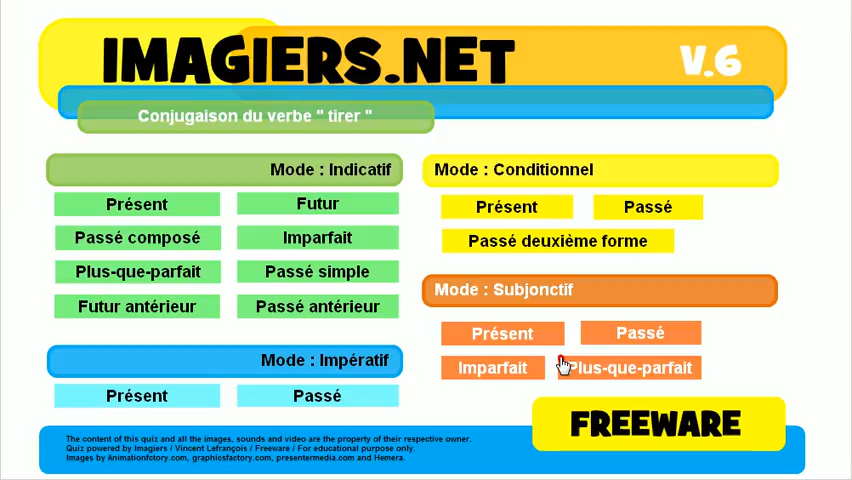 IMAGIERS.NET
V.6
Conjugaison du verbe " tirer "
Mode : Indicatif
Présent
Futur
Passé composé
Imparfait
Plus-que-parfait
Passé simple
Futur antérieur
Passé antérieur
Mode : Impératif
Présent
Passé
Mode : Conditionnel
Présent
Passé
Passé deuxième forme
Mode : Subjonctif
Présent
Passé
Imparfait
Plus-que-parfait
FREEWARE
The content of this quiz and all the images, sounds and video are the property of their respective owner.
Quiz powered by Imagiers / Vincent Lefrançois / Freeware / For educational purpose only.
Images by Animationfctory.com, graphicsfactory.com, presentermedia.com and Hemera.